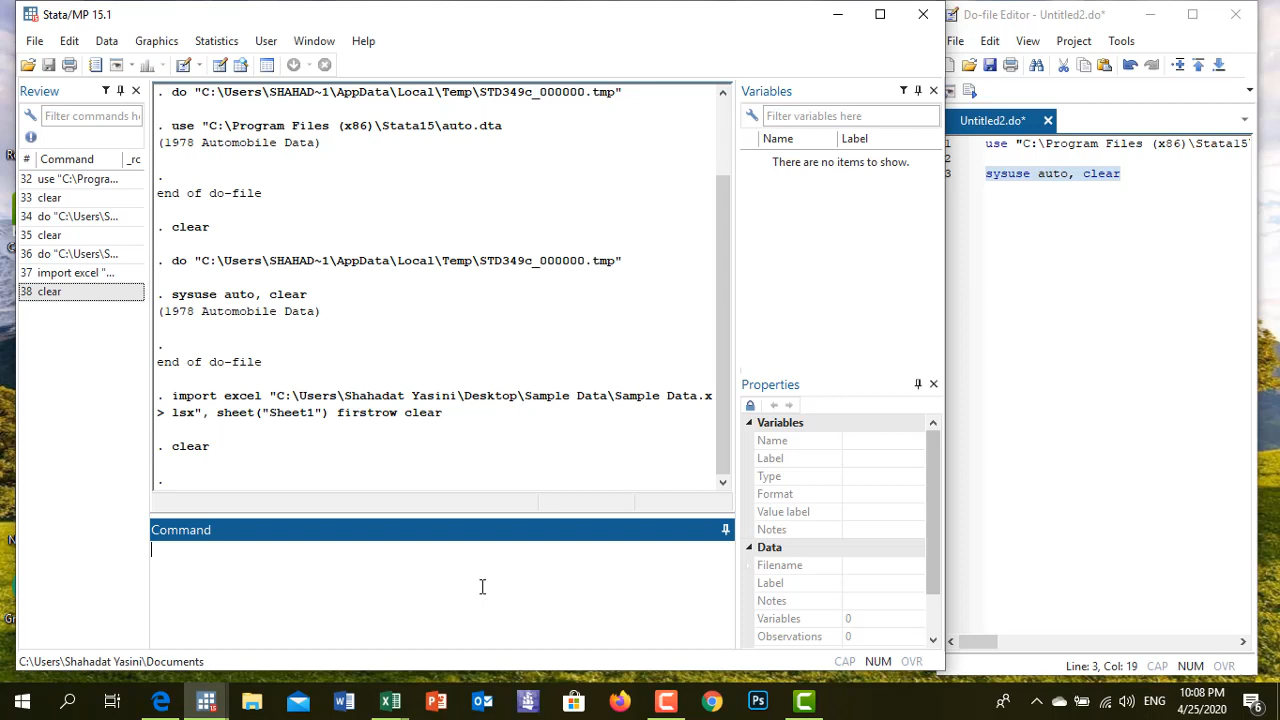 Stata/MP 15.1
File Edit Data Graphics Statistics User Window Help
Review
Filter commands he
# Command _rc
32 use "C:\Progra...
33 clear
34 do "C:\Users\S...
35 clear
36 do "C:\Users\S...
37 import excel "...
38 clear
. do "C:\Users\SHAHAD~1\AppData\Local\Temp\STD349c_000000.tmp"
. use "C:\Program Files (x86)\Stata15\auto.dta
(1978 Automobile Data)
.
end of do-file
. clear
. do "C:\Users\SHAHAD~1\AppData\Local\Temp\STD349c_000000.tmp"
. sysuse auto, clear
(1978 Automobile Data)
.
end of do-file
. import excel "C:\Users\Shahadat Yasini\Desktop\Sample Data\Sample Data.x
> lsx", sheet("Sheet1") firstrow clear
. clear
.
Command
Variables
Filter variables here
Name Label
There are no items to show.
Properties
Variables
Name
Label
Type
Format
Value label
Notes
Data
Filename
Label
Notes
Variables 0
Observations 0
C:\Users\Shahadat Yasini\Documents
CAP NUM OVR
Do-file Editor - Untitled2.do*
File Edit View Project Tools
Untitled2.do*
1 use "C:\Program Files (x86)\Stata15\
2
3 sysuse auto, clear
Line: 3, Col: 19 CAP NUM OVR
ENG
10:08 PM
4/25/2020
6